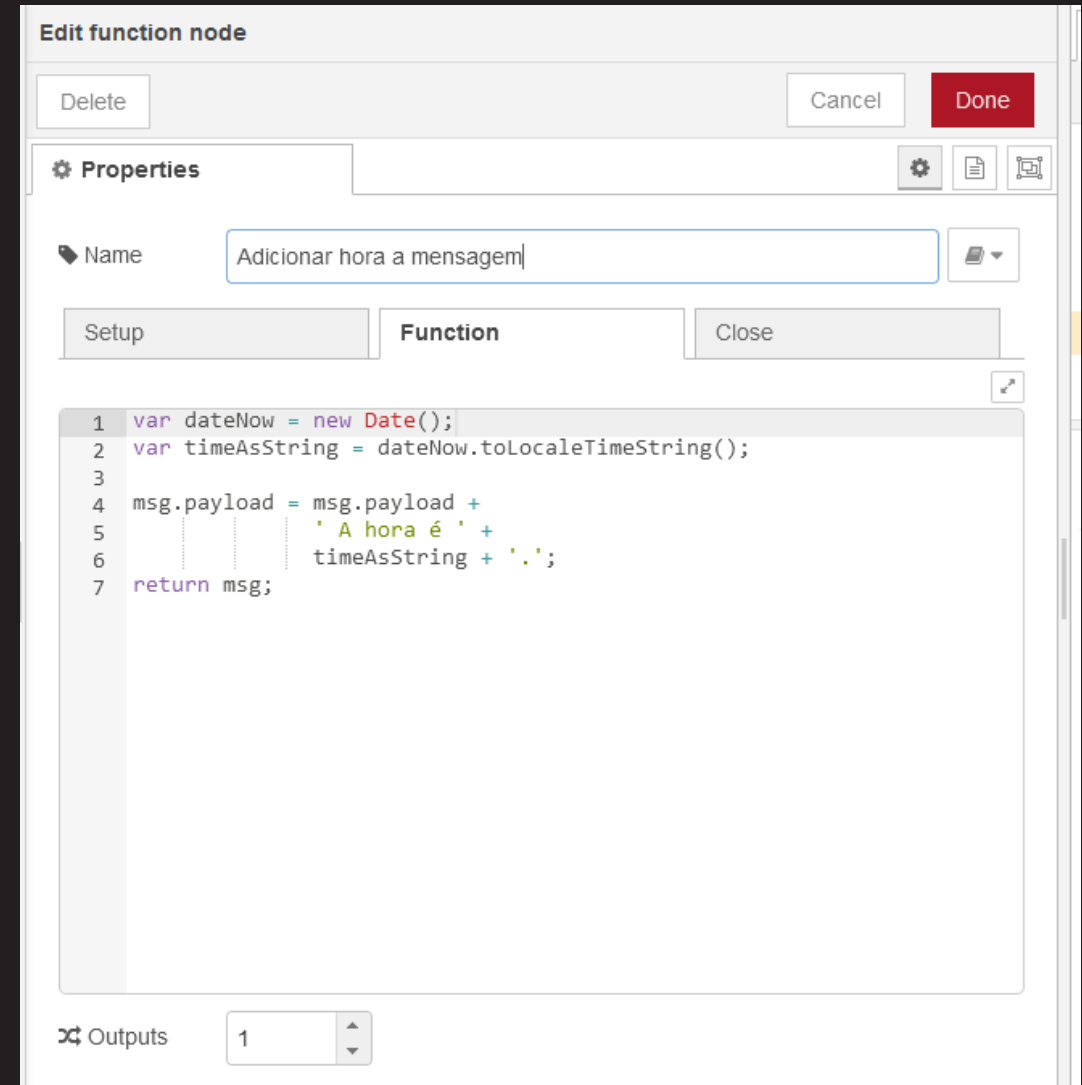 Edit function node
Delete
Cancel
Done
Properties
Name
Adicionar hora a mensagem
Setup
Function
Close
1 var dateNow = new Date();
2 var timeAsString = dateNow.toLocaleTimeString();
3
4 msg.payload = msg.payload +
5 ' A hora é ' +
6 timeAsString + '.';
7 return msg;
Outputs
1